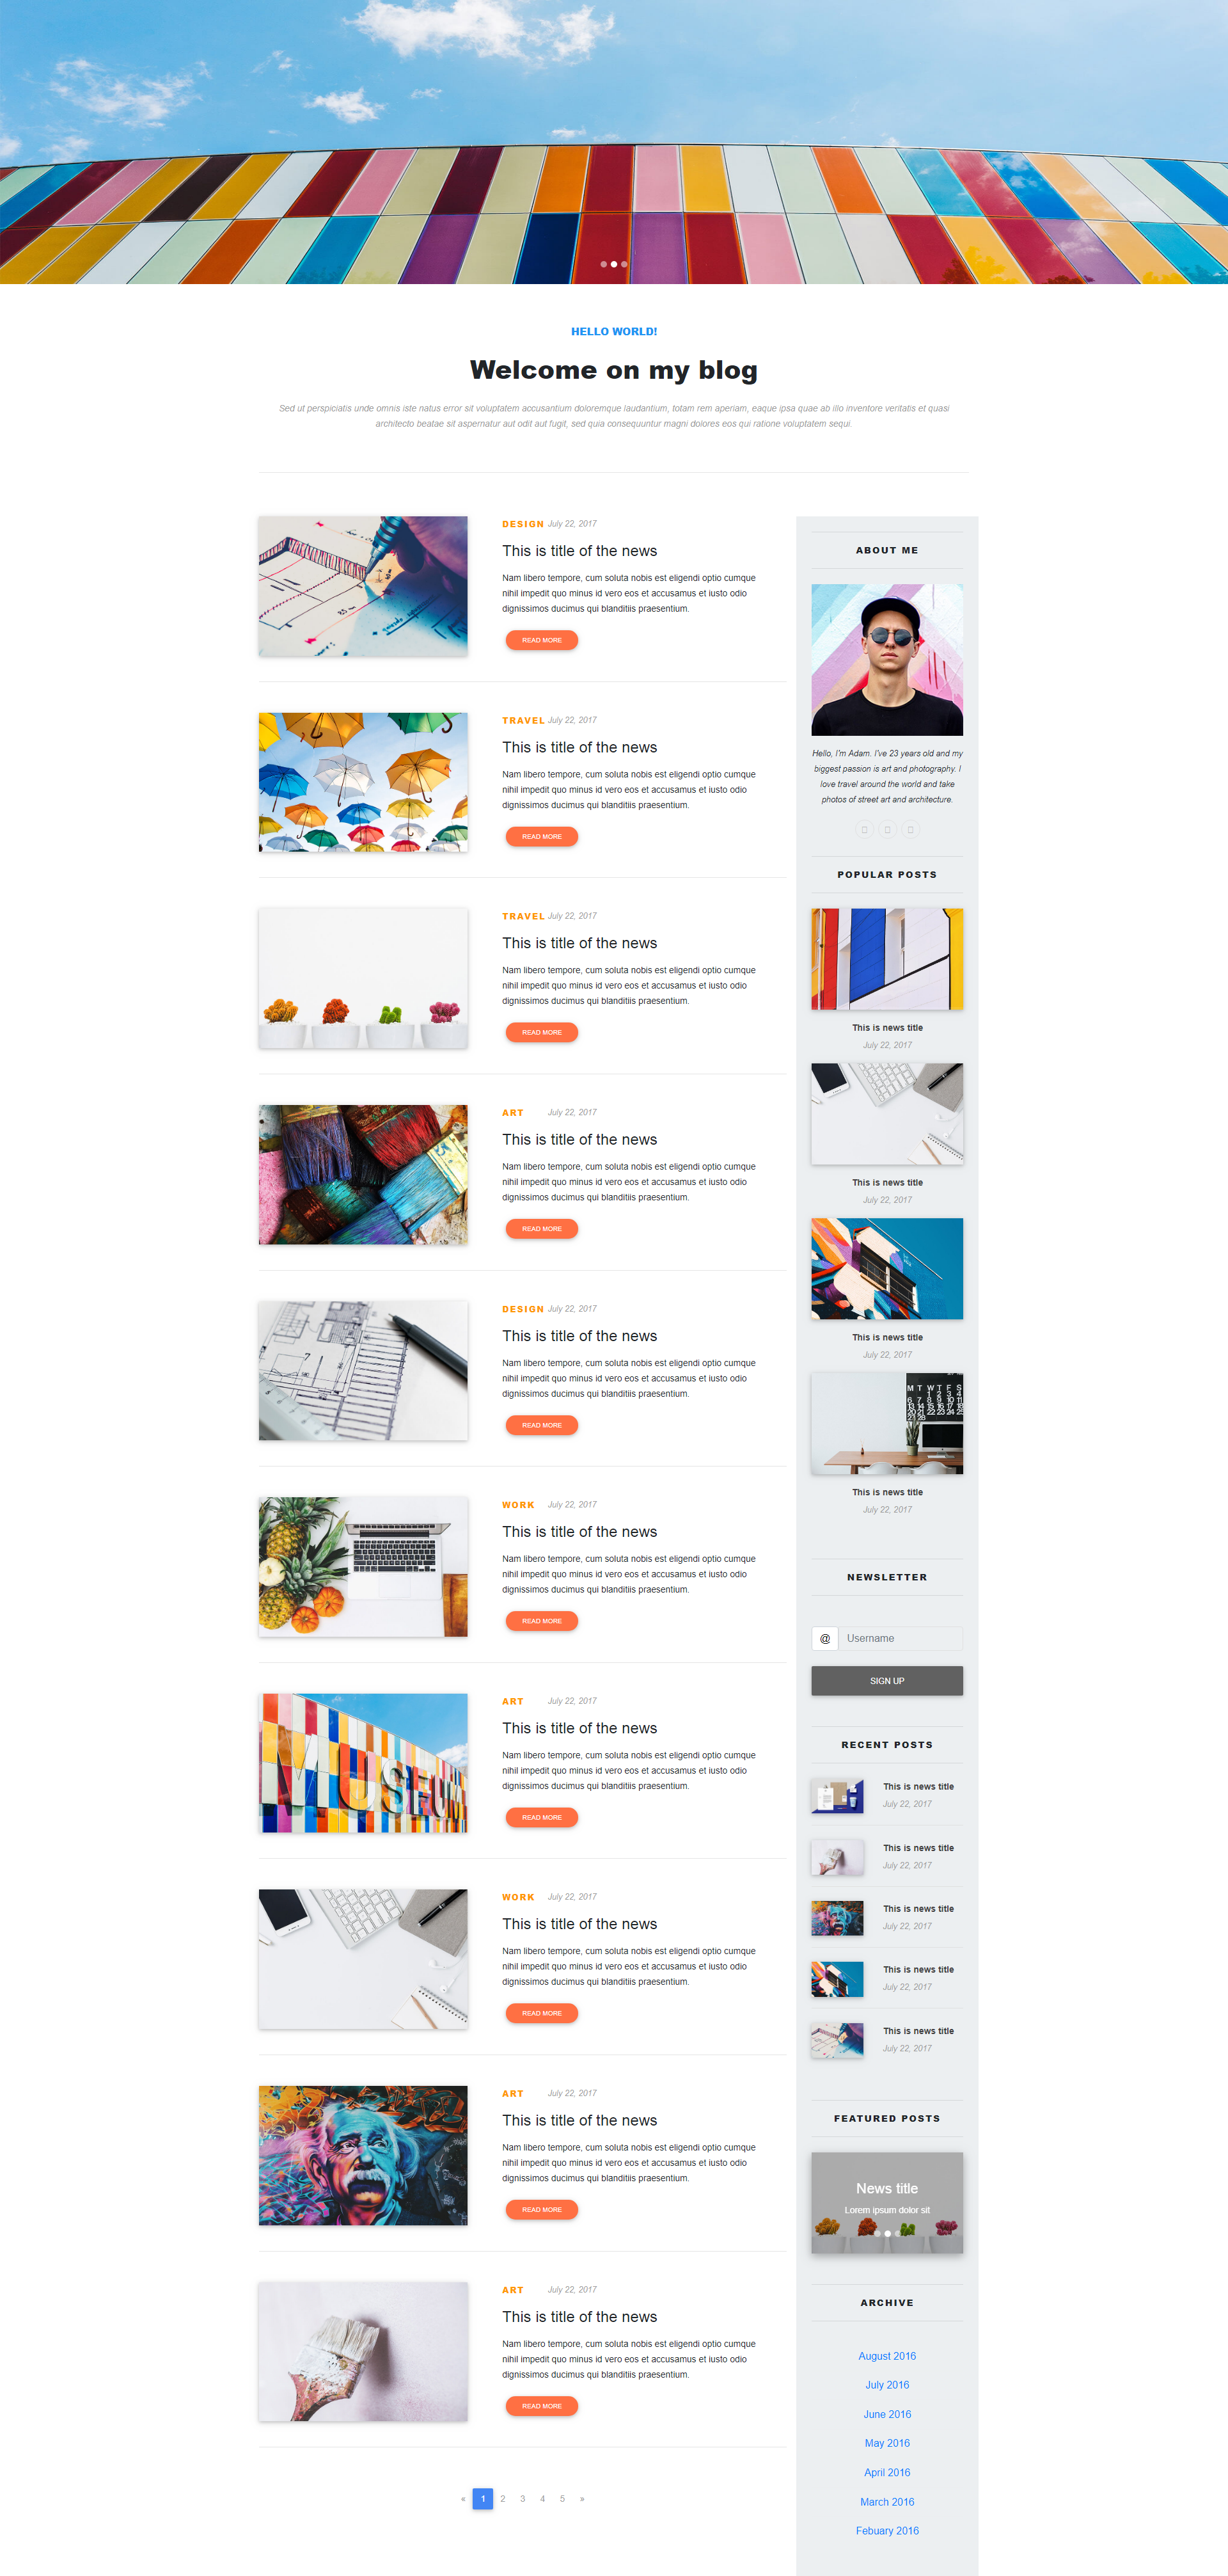 HELLO WORLD!
Welcome on my blog
Sed ut perspiciatis unde omnis iste natus error sit voluptatem accusantium doloremque laudantium, totam rem aperiam, eaque ipsa quae ab illo inventore veritatis et quasi
architecto beatae sit aspernatur aut odit aut fugit, sed quia consequuntur magni dolores eos qui ratione voluptatem sequi.
DESIGN July 22, 2017
This is title of the news
Nam libero tempore, cum soluta nobis est eligendi optio cumque
nihil impedit quo minus id vero eos et accusamus et iusto odio
dignissimos ducimus qui blanditiis praesentium.
READ MORE
TRAVEL July 22, 2017
This is title of the news
Nam libero tempore, cum soluta nobis est eligendi optio cumque
nihil impedit quo minus id vero eos et accusamus et iusto odio
dignissimos ducimus qui blanditiis praesentium.
READ MORE
TRAVEL July 22, 2017
This is title of the news
Nam libero tempore, cum soluta nobis est eligendi optio cumque
nihil impedit quo minus id vero eos et accusamus et iusto odio
dignissimos ducimus qui blanditiis praesentium.
READ MORE
ART July 22, 2017
This is title of the news
Nam libero tempore, cum soluta nobis est eligendi optio cumque
nihil impedit quo minus id vero eos et accusamus et iusto odio
dignissimos ducimus qui blanditiis praesentium.
READ MORE
DESIGN July 22, 2017
This is title of the news
Nam libero tempore, cum soluta nobis est eligendi optio cumque
nihil impedit quo minus id vero eos et accusamus et iusto odio
dignissimos ducimus qui blanditiis praesentium.
READ MORE
WORK July 22, 2017
This is title of the news
Nam libero tempore, cum soluta nobis est eligendi optio cumque
nihil impedit quo minus id vero eos et accusamus et iusto odio
dignissimos ducimus qui blanditiis praesentium.
READ MORE
MUSEUM
ART July 22, 2017
This is title of the news
Nam libero tempore, cum soluta nobis est eligendi optio cumque
nihil impedit quo minus id vero eos et accusamus et iusto odio
dignissimos ducimus qui blanditiis praesentium.
READ MORE
WORK July 22, 2017
This is title of the news
Nam libero tempore, cum soluta nobis est eligendi optio cumque
nihil impedit quo minus id vero eos et accusamus et iusto odio
dignissimos ducimus qui blanditiis praesentium.
READ MORE
ART July 22, 2017
This is title of the news
Nam libero tempore, cum soluta nobis est eligendi optio cumque
nihil impedit quo minus id vero eos et accusamus et iusto odio
dignissimos ducimus qui blanditiis praesentium.
READ MORE
ART July 22, 2017
This is title of the news
Nam libero tempore, cum soluta nobis est eligendi optio cumque
nihil impedit quo minus id vero eos et accusamus et iusto odio
dignissimos ducimus qui blanditiis praesentium.
READ MORE
« 1 2 3 4 5 »
ABOUT ME
Hello, I'm Adam. I've 23 years old and my
biggest passion is art and photography. I
love travel around the world and take
photos of street art and architecture.
POPULAR POSTS
This is news title
July 22, 2017
This is news title
July 22, 2017
This is news title
July 22, 2017
M T W T F S
This is news title
July 22, 2017
NEWSLETTER
@ Username
SIGN UP
RECENT POSTS
This is news title
July 22, 2017
This is news title
July 22, 2017
This is news title
July 22, 2017
This is news title
July 22, 2017
This is news title
July 22, 2017
FEATURED POSTS
News title
Lorem ipsum dolor sit
ARCHIVE
August 2016
July 2016
June 2016
May 2016
April 2016
March 2016
Febuary 2016